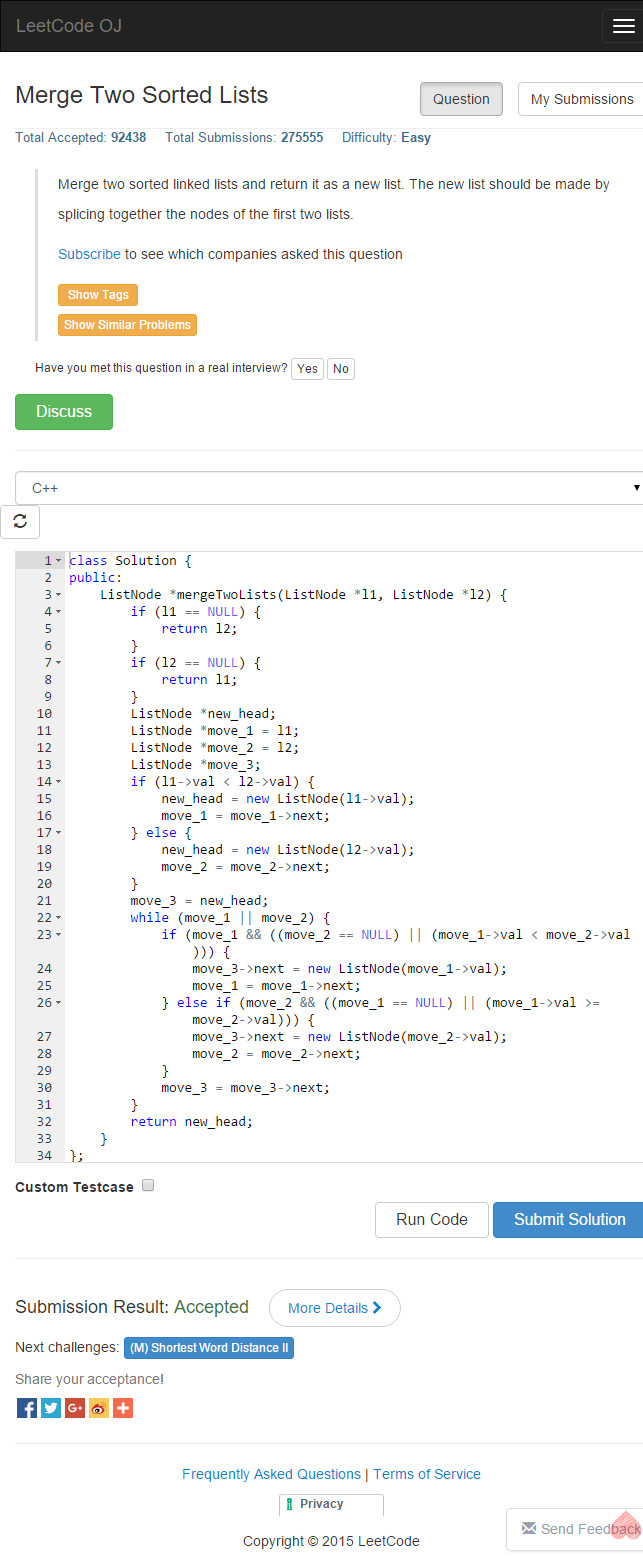 LeetCode OJ
Merge Two Sorted Lists
Question
My Submissions
Total Accepted: 92438 Total Submissions: 275555 Difficulty: Easy
Merge two sorted linked lists and return it as a new list. The new list should be made by
splicing together the nodes of the first two lists.
Subscribe to see which companies asked this question
Show Tags
Show Similar Problems
Have you met this question in a real interview? Yes No
Discuss
C++
1 class Solution {
2 public:
3     ListNode *mergeTwoLists(ListNode *l1, ListNode *l2) {
4         if (l1 == NULL) {
5             return l2;
6         }
7         if (l2 == NULL) {
8             return l1;
9         }
10         ListNode *new_head;
11         ListNode *move_1 = l1;
12         ListNode *move_2 = l2;
13         ListNode *move_3;
14         if (l1->val < l2->val) {
15             new_head = new ListNode(l1->val);
16             move_1 = move_1->next;
17         } else {
18             new_head = new ListNode(l2->val);
19             move_2 = move_2->next;
20         }
21         move_3 = new_head;
22         while (move_1 || move_2) {
23             if (move_1 && ((move_2 == NULL) || (move_1->val < move_2->val
                ))) {
24                 move_3->next = new ListNode(move_1->val);
25                 move_1 = move_1->next;
26             } else if (move_2 && ((move_1 == NULL) || (move_1->val >=
                move_2->val))) {
27                 move_3->next = new ListNode(move_2->val);
28                 move_2 = move_2->next;
29             }
30             move_3 = move_3->next;
31         }
32         return new_head;
33     }
34 };
Custom Testcase
Run Code
Submit Solution
Submission Result: Accepted
More Details
Next challenges: (M) Shortest Word Distance II
Share your acceptance!
Frequently Asked Questions | Terms of Service
Privacy
Send Feedback
Copyright © 2015 LeetCode